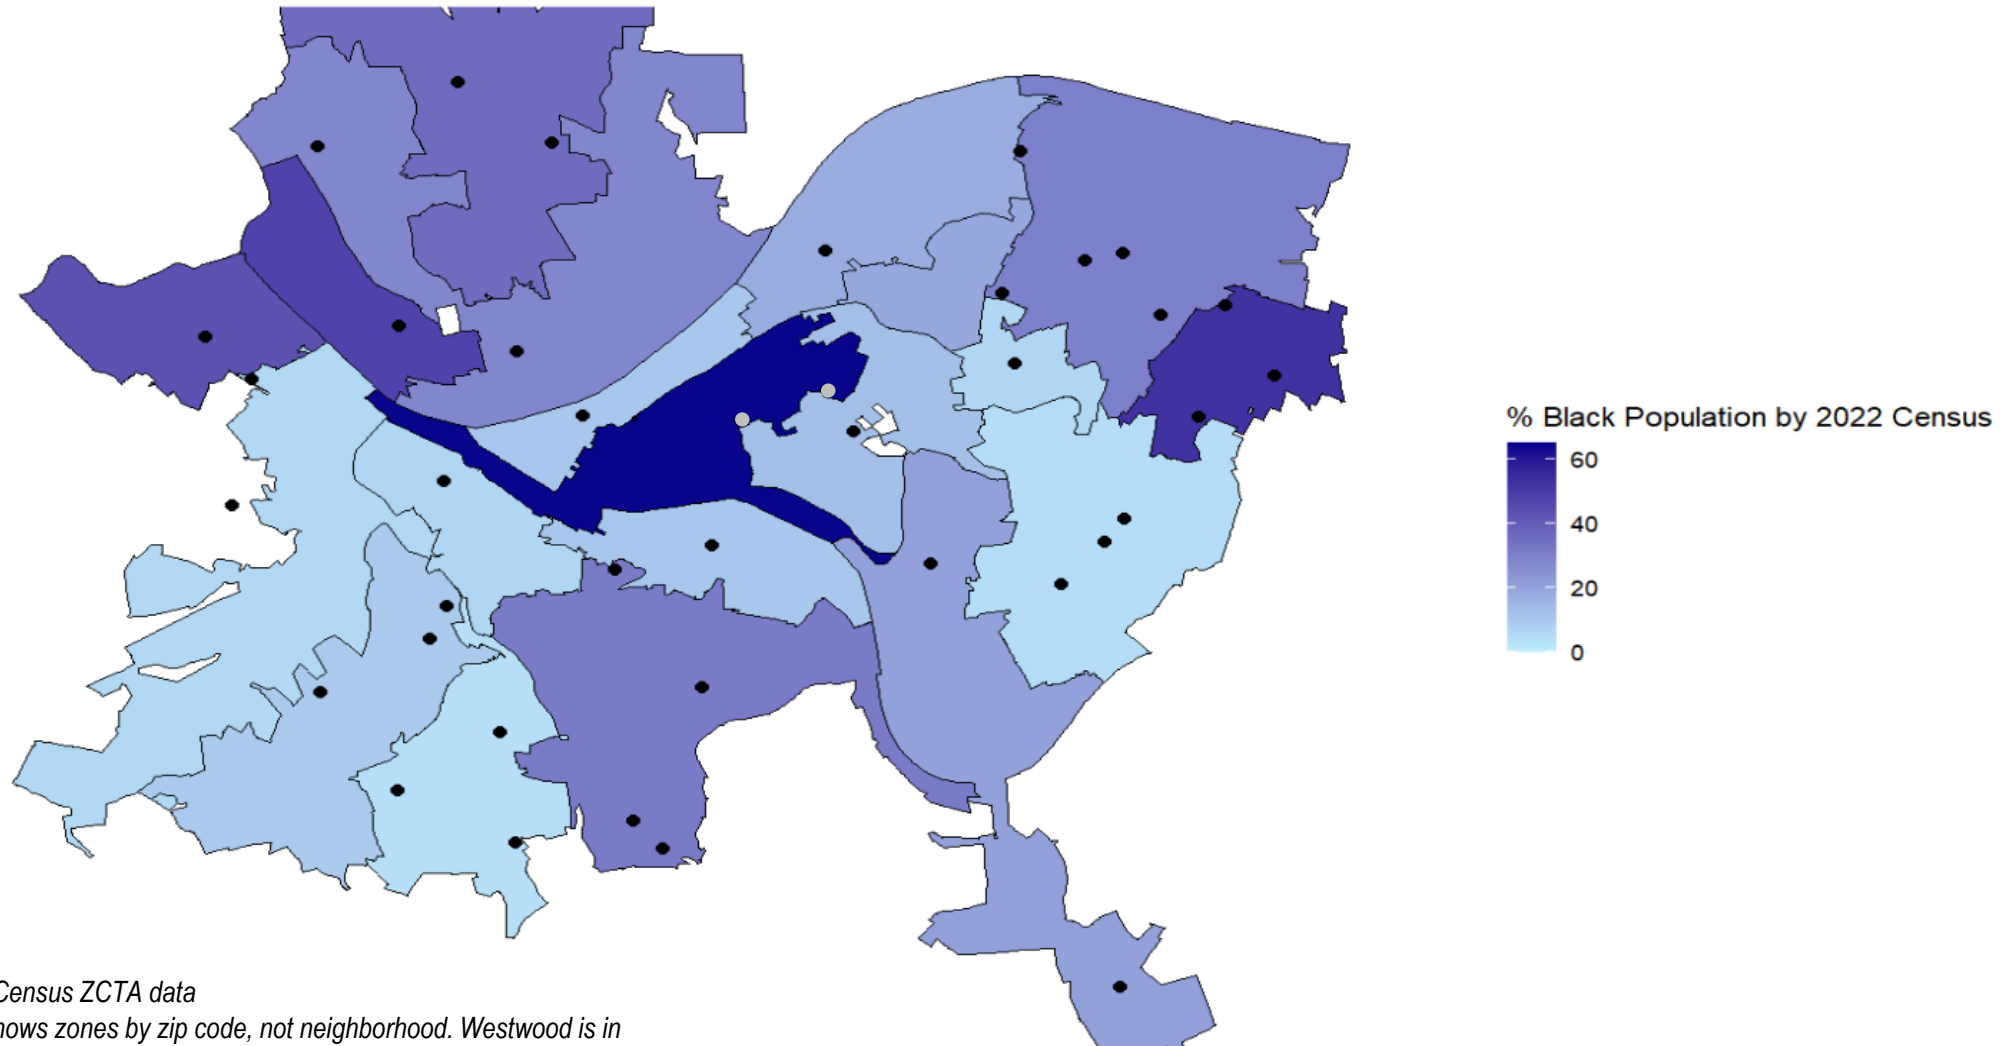 % Black Population by 2022 Census
60
40
20
0
Census ZCTA data
hows zones by zip code, not neighborhood. Westwood is in